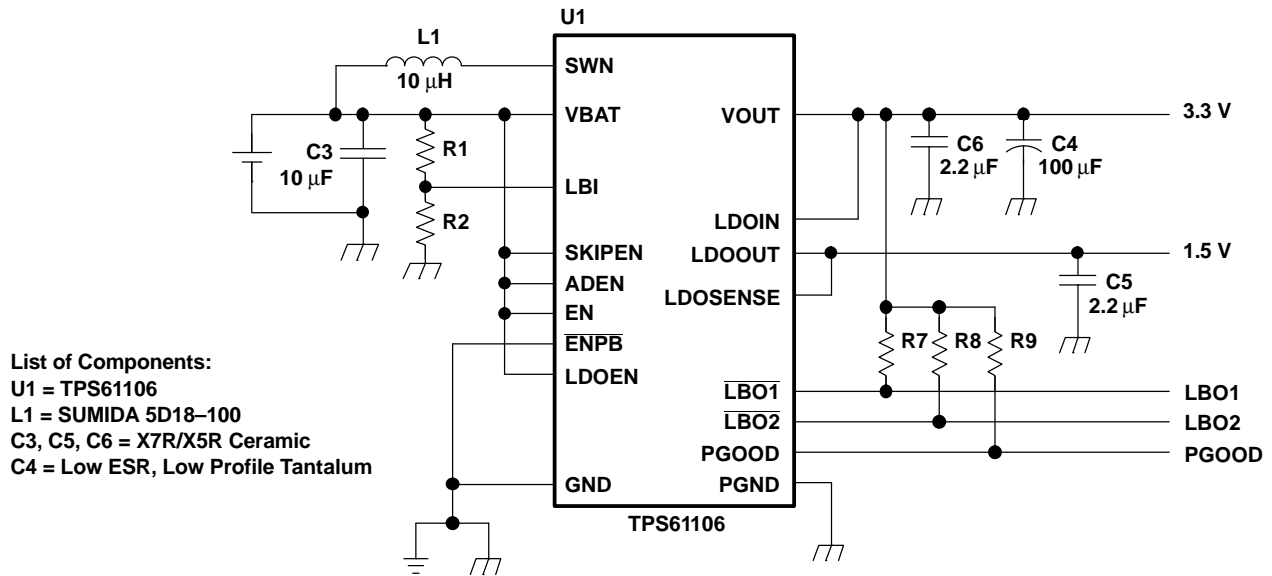 U1
L1
10 μH
SWN
VBAT
VOUT
3.3 V
C3
10 μF
R1
C6
2.2 μF
C4
100 μF
LBI
R2
LDOIN
SKIPEN
LDOOUT
1.5 V
ADEN
LDOSENSE
C5
2.2 μF
EN
ENPB
R7
R8
R9
LDOEN
List of Components:
U1 = TPS61106
L1 = SUMIDA 5D18–100
C3, C5, C6 = X7R/X5R Ceramic
C4 = Low ESR, Low Profile Tantalum
LBO1
LBO1
LBO2
LBO2
PGOOD
PGOOD
GND
PGND
TPS61106